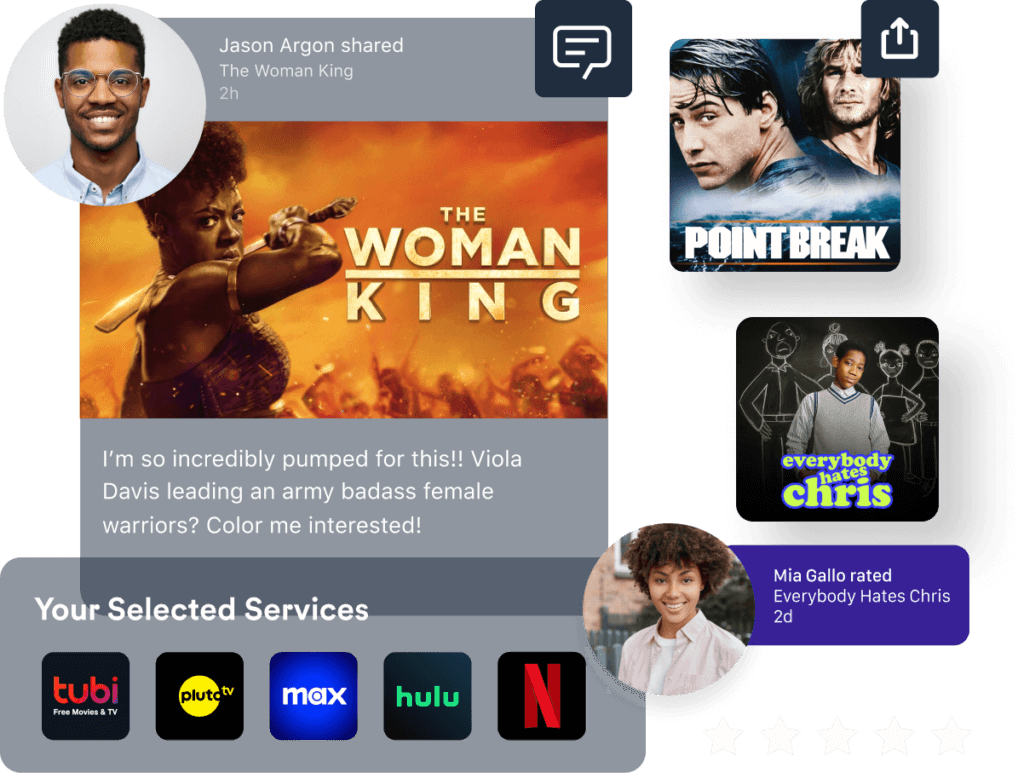 Jason Argon shared
The Woman King
2h
THE
WOMAN
KING
I'm so incredibly pumped for this!! Viola
Davis leading an army badass female
warriors? Color me interested!
POINT BREAK
everybody
hates
chris
Mia Gallo rated
Everybody Hates Chris
2d
Your Selected Services
tubi
Free Movies & TV
pluto tv
max
hulu
N